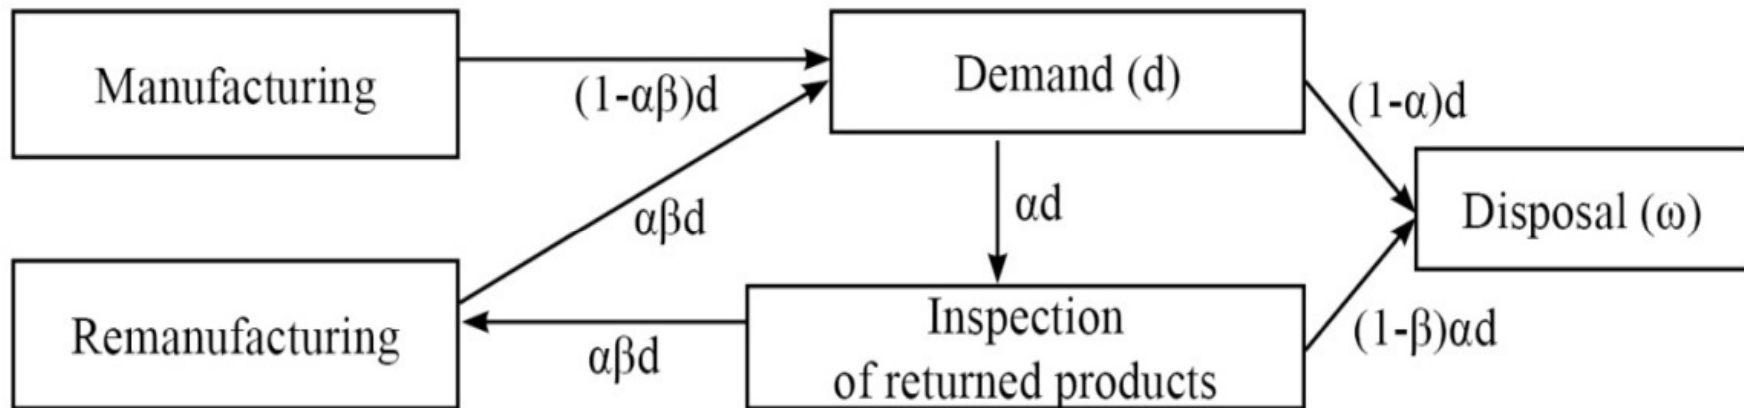 Manufacturing
(1-αβ)d
Demand (d)
(1-α)d
αβd
αd
Disposal (ω)
Remanufacturing
αβd
Inspection
of returned products
(1-β)αd